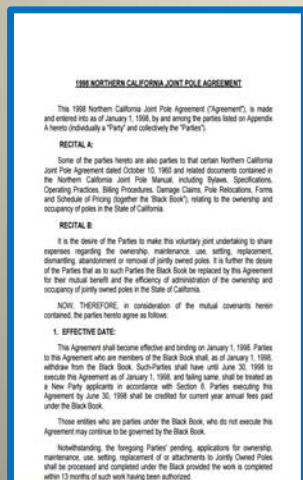 1998 NORTHERN CALIFORNIA JOINT POLE AGREEMENT
This 1998 Northern California Joint Pole Agreement ("Agreement"), is made
and entered into as of January 1, 1998, by and among the parties listed on Appendix
A hereto (individually a "Party" and collectively the "Parties").
RECITAL A:
Some of the parties hereto are also parties to that certain Northern California
Joint Pole Agreement dated October 10, 1960 and related documents contained in
the Northern California Joint Pole Manual, including Bylaws, Specifications,
Operating Practices, Billing Procedures, Damage Claims, Pole Relocations, Forms
and Schedule of Pricing (together the "Black Book"), relating to the ownership and
occupancy of poles in the State of California.
RECITAL B:
It is the desire of the Parties to make this voluntary joint undertaking to share
expenses regarding the ownership, maintenance, use, setting, replacement,
dismantling, abandonment or removal of jointly owned poles. It is further the desire
of the Parties that as to such Parties the Black Book be replaced by this Agreement
for their mutual benefit and the efficiency of administration of the ownership and
occupancy of jointly owned poles in the State of California.
NOW, THEREFORE, in consideration of the mutual covenants herein
contained, the parties hereto agree as follows:
1. EFFECTIVE DATE:
This Agreement shall become effective and binding on January 1, 1998. Parties
to this Agreement who are members of the Black Book shall, as of January 1, 1998,
withdraw from the Black Book. Such-Parties shall have until June 30, 1998 to
execute this Agreement as of January 1, 1998, and failing same, shall be treated as
a New Party applicants in accordance with Section 6. Parties executing this
Agreement by June 30, 1998 shall be credited for current year annual fees paid
under the Black Book.
Those entities who are parties under the Black Book, who do not execute this
Agreement may continue to be governed by the Black Book.
Notwithstanding, the foregoing Parties' pending, applications for ownership,
maintenance, use, setting, replacement of or attachments to Jointly Owned Poles
shall be processed and completed under the Black provided the work is completed
within 13 months of such work having been authorized.